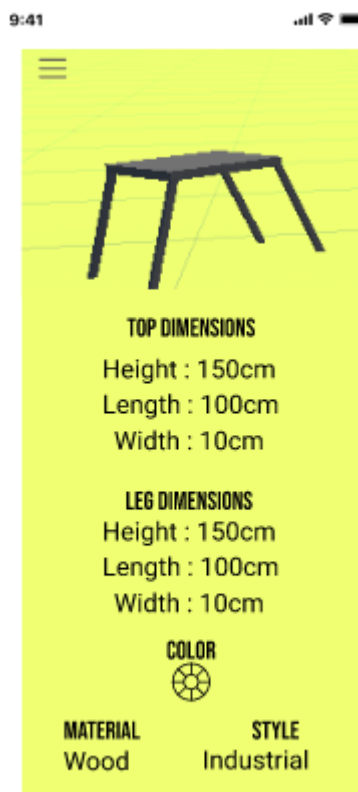 9:41
TOP DIMENSIONS
Height : 150cm
Length : 100cm
Width : 10cm
LEG DIMENSIONS
Height : 150cm
Length : 100cm
Width : 10cm
COLOR
MATERIAL STYLE
Wood Industrial